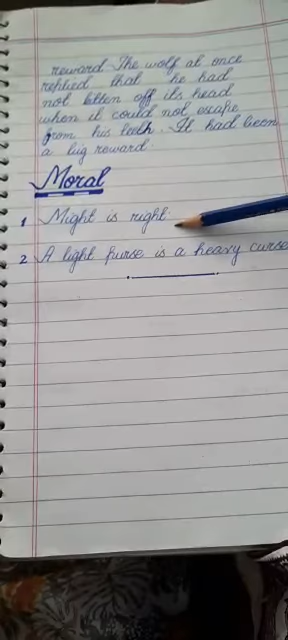 reward The wolf at once
replied that he had
not bitten off its head
when it could not escape
from his teeth. It had been
a big reward.
Moral
1 Might is right.
2 A light purse is a heavy curse